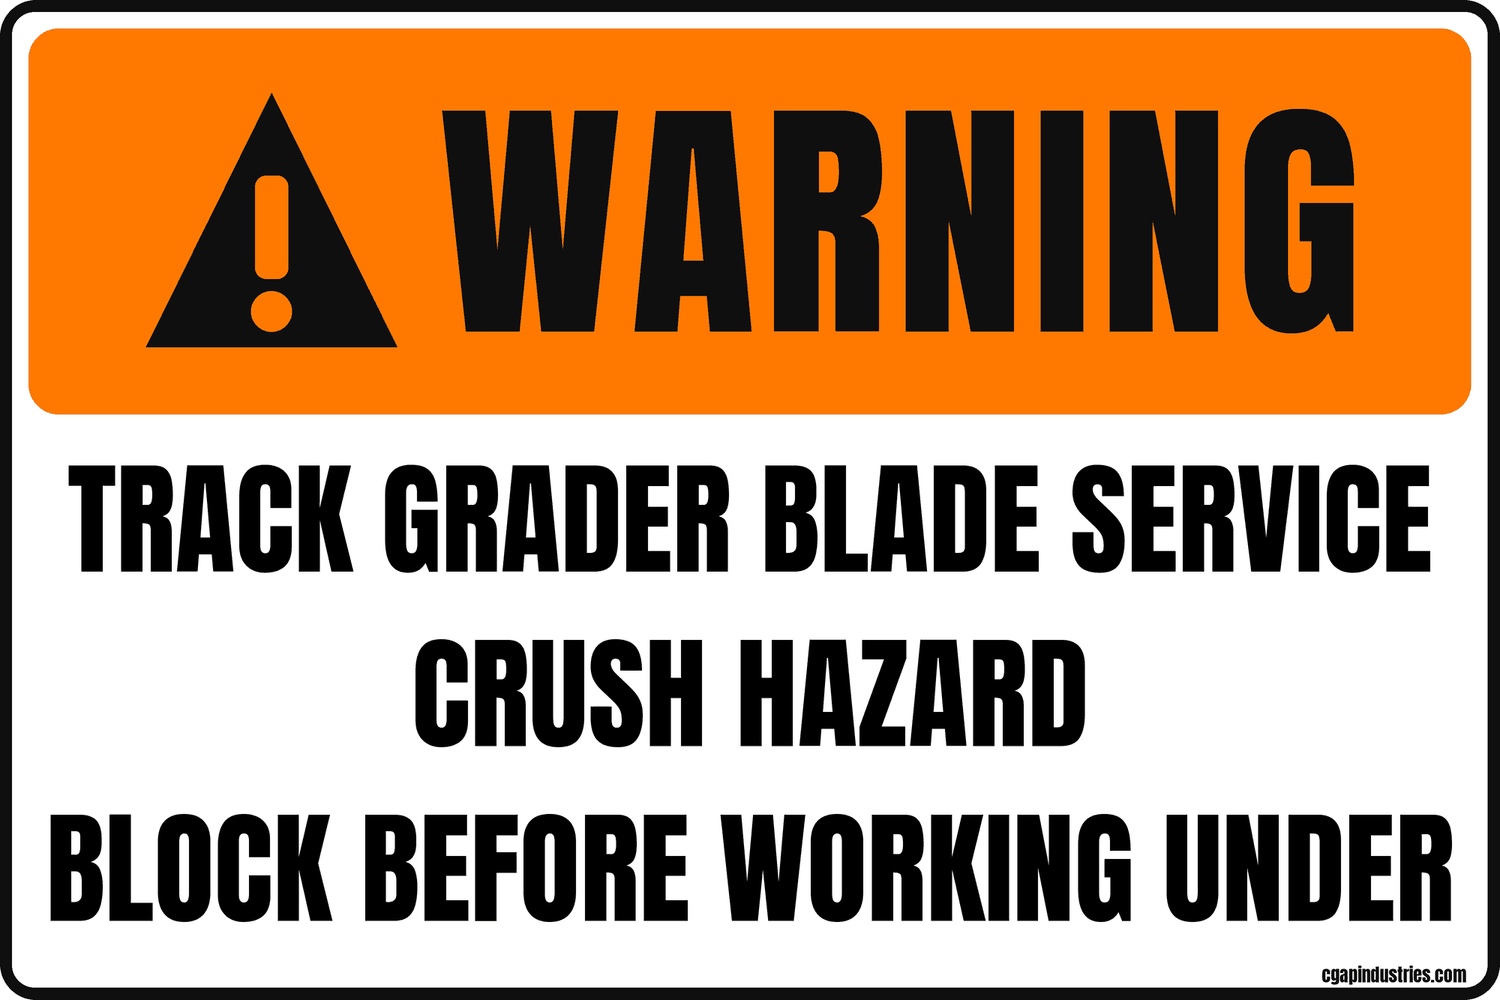 WARNING
TRACK GRADER BLADE SERVICE
CRUSH HAZARD
BLOCK BEFORE WORKING UNDER
cgapindustries.com